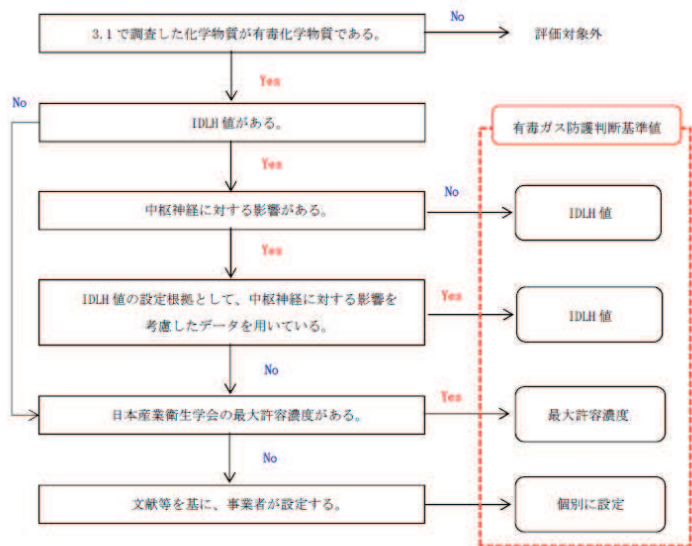 3.1で調査した化学物質が有毒化学物質である。
No
評価対象外
Yes
No
IDLH値がある。
有毒ガス防護判断基準値
Yes
中枢神経に対する影響がある。
No
IDLH値
Yes
IDLH値の設定根拠として、中枢神経に対する影響を
考慮したデータを用いている。
Yes
IDLH値
No
日本産業衛生学会の最大許容濃度がある。
Yes
最大許容濃度
No
文献等を基に、事業者が設定する。
個別に設定